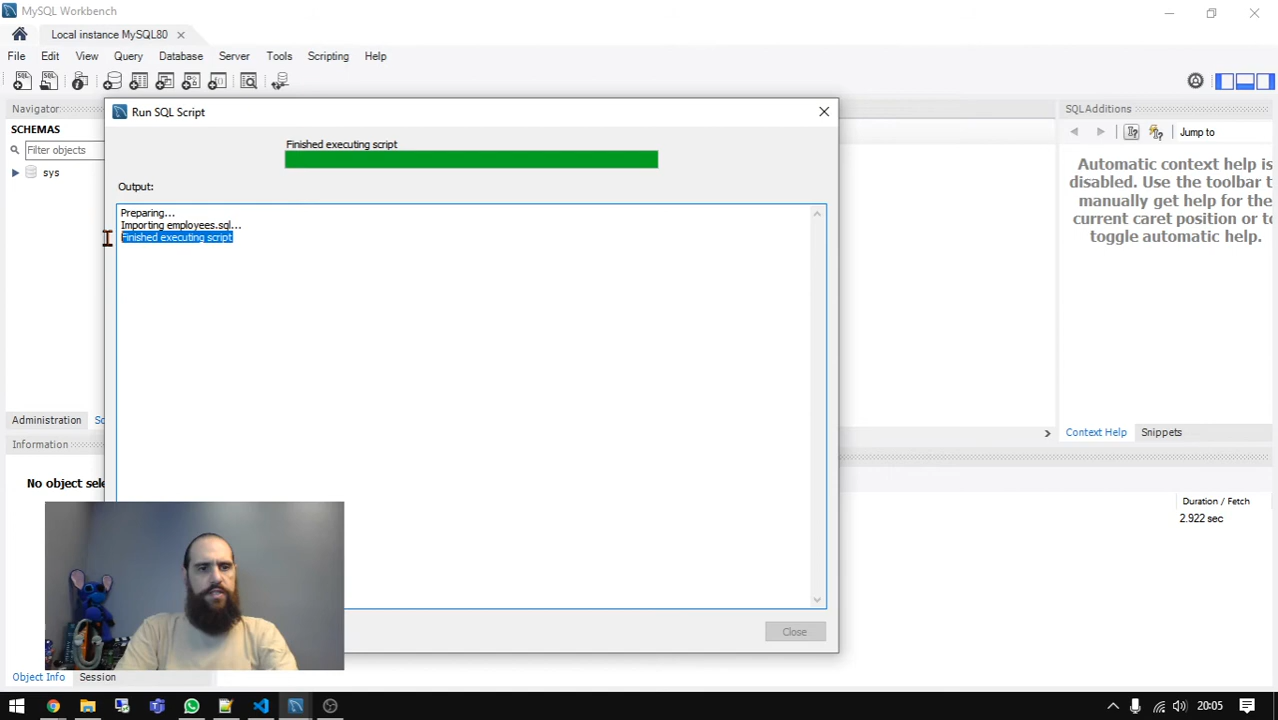 MySQL Workbench
Local instance MySQL80
File Edit View Query Database Server Tools Scripting Help
Navigator
SCHEMAS
Filter objects
sys
Administration
Information
No object sele
Object Info Session
Run SQL Script
Finished executing script
Output:
Preparing...
Importing employees.sql...
Finished executing script
Close
SQLAdditions
Jump to
Automatic context help is
disabled. Use the toolbar t
manually get help for the
current caret position or to
toggle automatic help.
Context Help Snippets
Duration / Fetch
2.922 sec
20:05